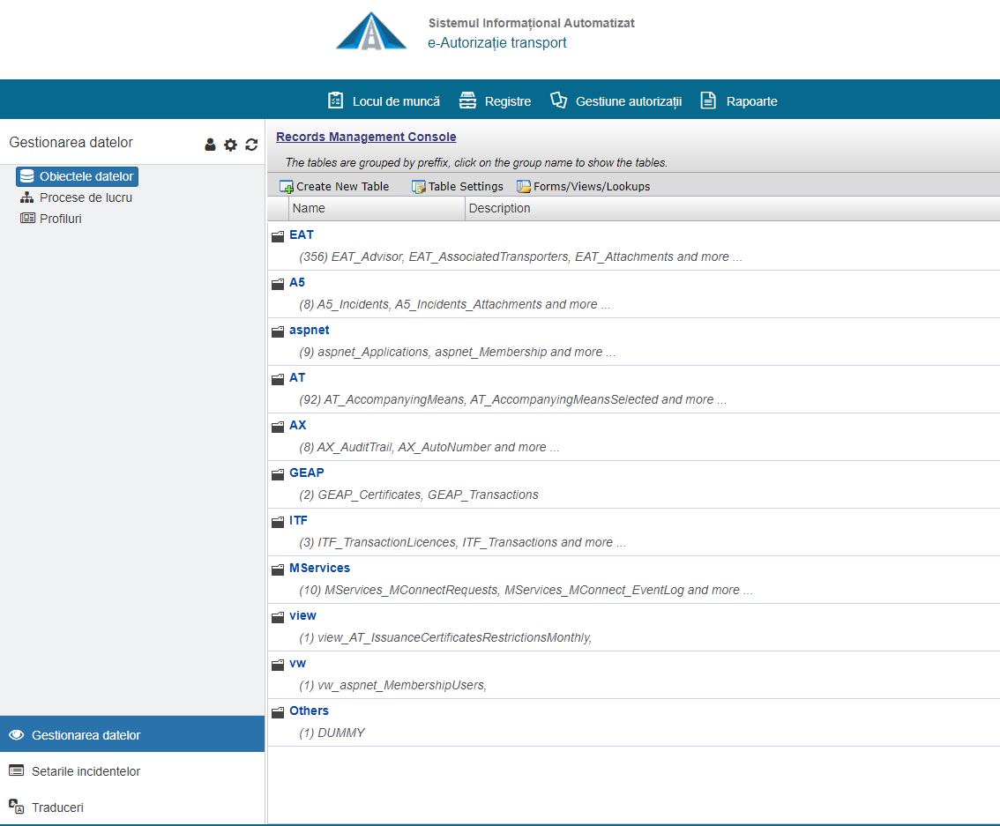 Sistemul Informațional Automatizat
e-Autorizație transport
Locul de muncă Registre Gestiune autorizații Rapoarte
Gestionarea datelor
Obiectele datelor
Procese de lucru
Profiluri
Records Management Console
The tables are grouped by preffix, click on the group name to show the tables.
Create New Table Table Settings Forms/Views/Lookups
Name Description
EAT
(356) EAT_Advisor, EAT_AssociatedTransporters, EAT_Attachments and more ...
A5
(8) A5_Incidents, A5_Incidents_Attachments and more ...
aspnet
(9) aspnet_Applications, aspnet_Membership and more ...
AT
(92) AT_AccompanyingMeans, AT_AccompanyingMeansSelected and more ...
AX
(8) AX_AuditTrail, AX_AutoNumber and more ...
GEAP
(2) GEAP_Certificates, GEAP_Transactions
ITF
(3) ITF_TransactionLicences, ITF_Transactions and more ...
MServices
(10) MServices_MConnectRequests, MServices_MConnect_EventLog and more ...
view
(1) view_AT_IssuanceCertificatesRestrictionsMonthly,
vw
(1) vw_aspnet_MembershipUsers,
Others
(1) DUMMY
Gestionarea datelor
Setarile incidentelor
Traduceri